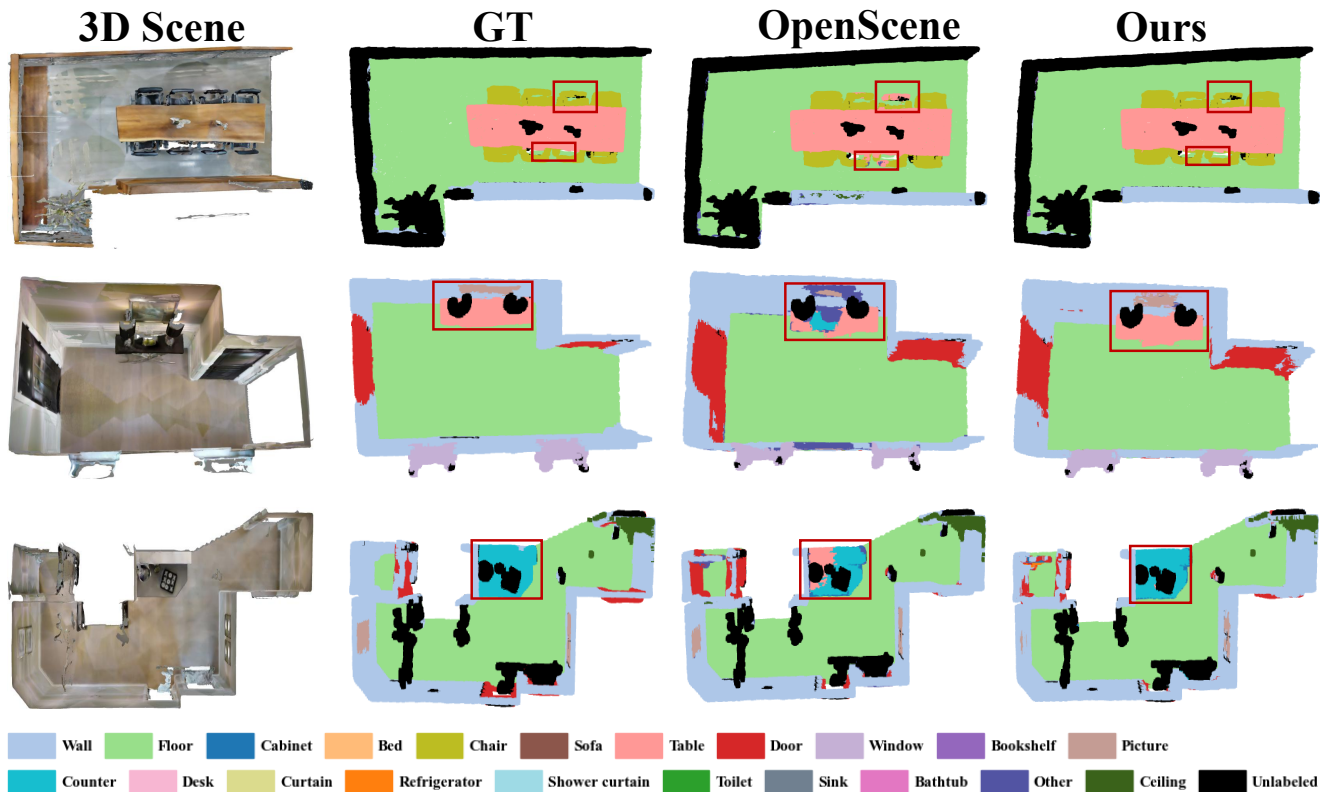 3D Scene GT OpenScene Ours
Wall Floor Cabinet Bed Chair Sofa Table Door Window Bookshelf Picture
Counter Desk Curtain Refrigerator Shower curtain Toilet Sink Bathtub Other Ceiling Unlabeled